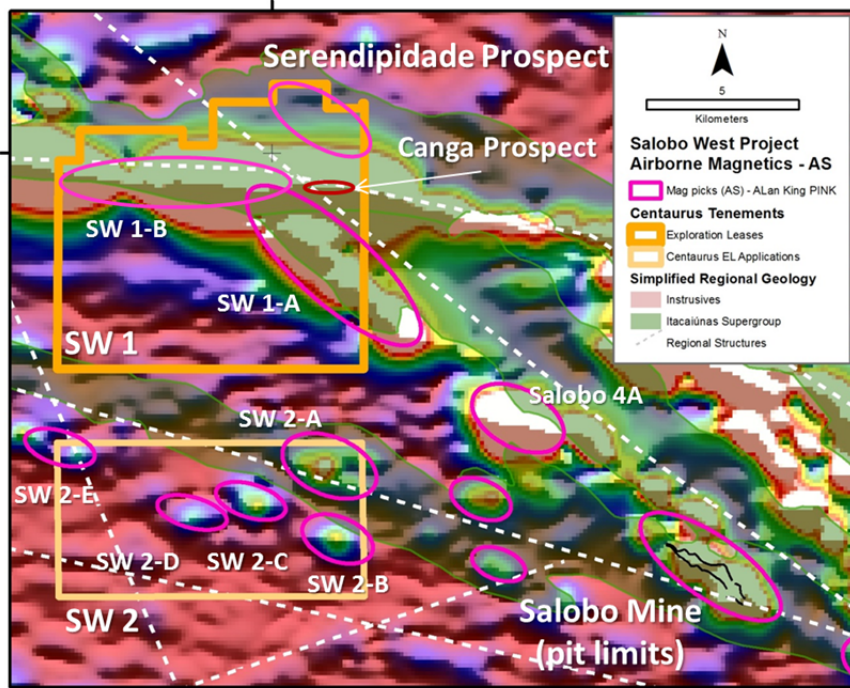 Serendipidade Prospect
Canga Prospect
SW 1-B
SW 1-A
SW 1
Salobo 4A
SW 2-A
SW 2-E
SW 2-D
SW 2-C
SW 2-B
SW 2
Salobo Mine
(pit limits)
N
5
Kilometers
Salobo West Project
Airborne Magnetics - AS
Mag picks (AS) - ALan King PINK
Centaurus Tenements
Exploration Leases
Centaurus EL Applications
Simplified Regional Geology
Instrusives
Itacaiúnas Supergroup
Regional Structures